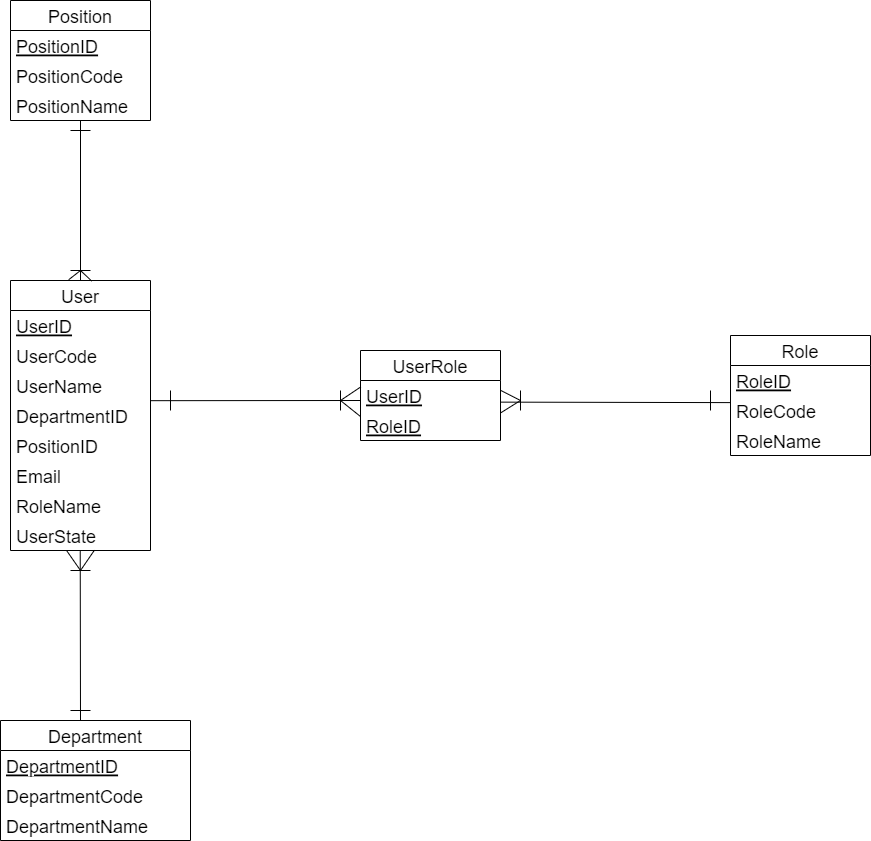 Position
PositionID
PositionCode
PositionName
User
UserID
UserCode
UserName
DepartmentID
PositionID
Email
RoleName
UserState
UserRole
UserID
RoleID
Role
RoleID
RoleCode
RoleName
Department
DepartmentID
DepartmentCode
DepartmentName